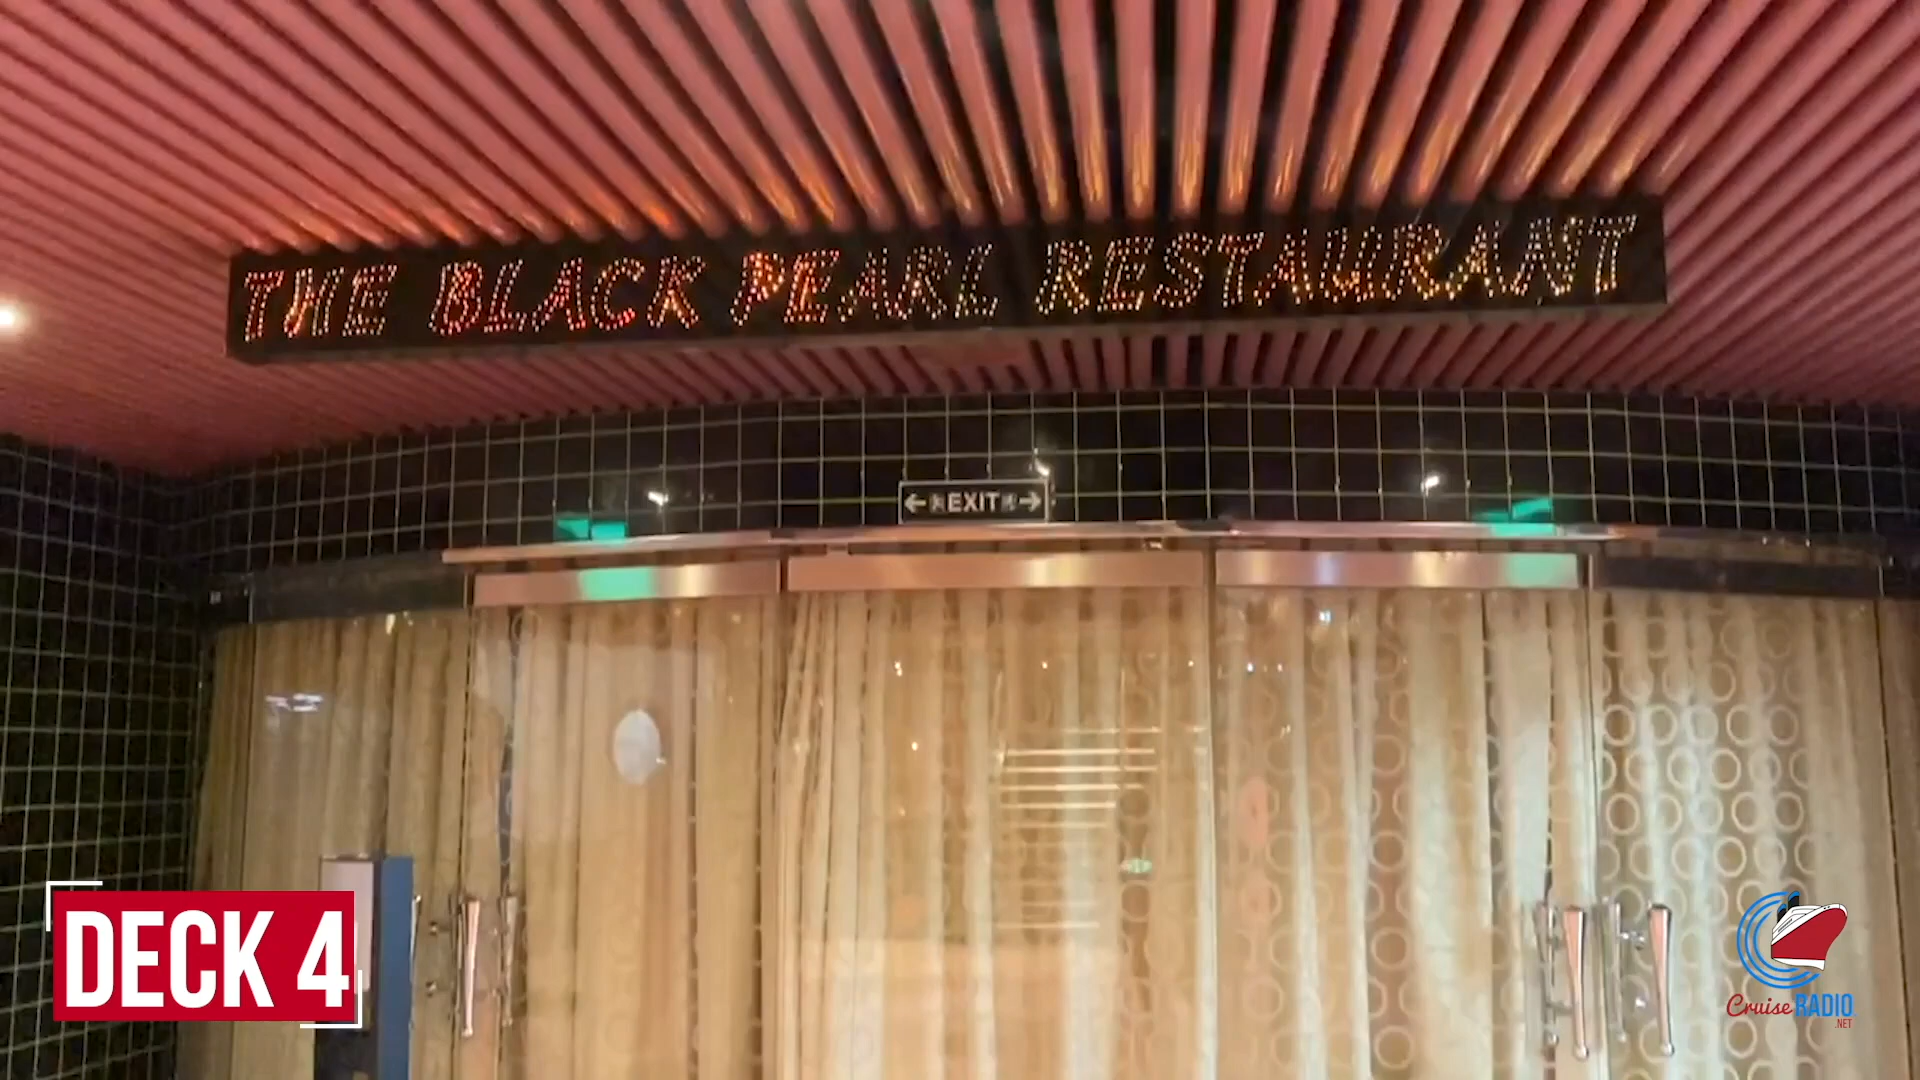 THE BLACK PEARL RESTAURANT
EXIT
DECK 4
Cruise RADIO
.NET